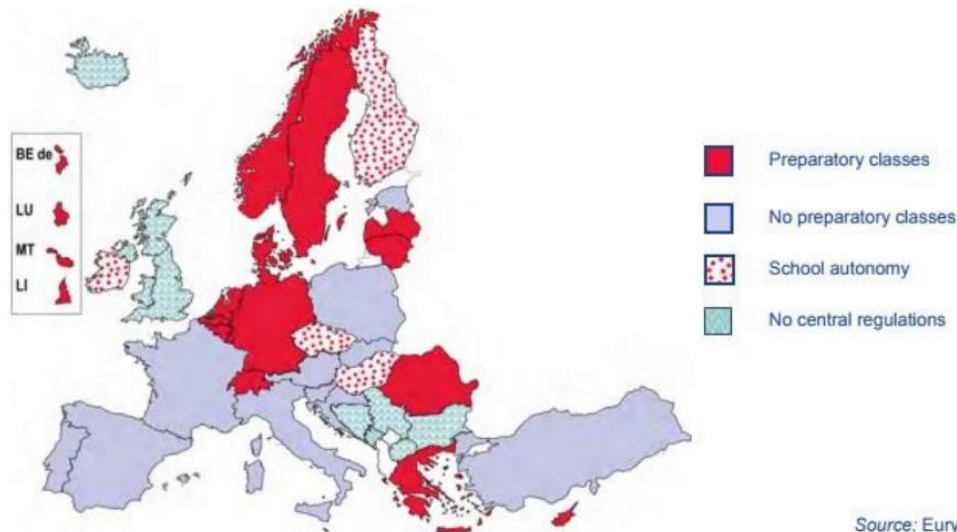 BE de
LU
MT
LI
Preparatory classes
No preparatory classes
School autonomy
No central regulations
Source: Eury